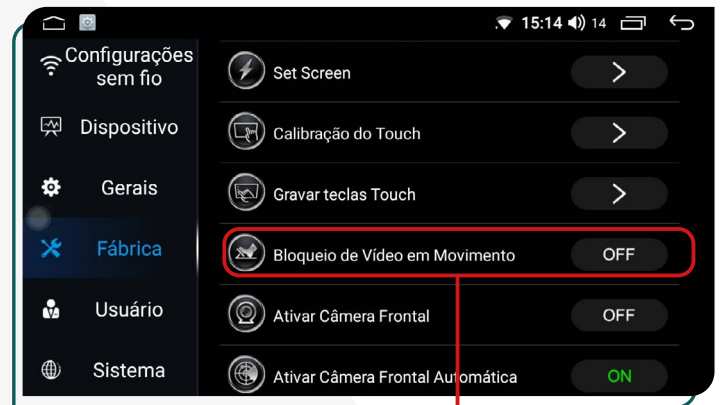 15:14 14
Configurações
sem fio
Dispositivo
Gerais
Fábrica
Usuário
Sistema
Set Screen
Calibração do Touch
Gravar teclas Touch
Bloqueio de Vídeo em Movimento OFF
Ativar Câmera Frontal OFF
Ativar Câmera Frontal Automática ON